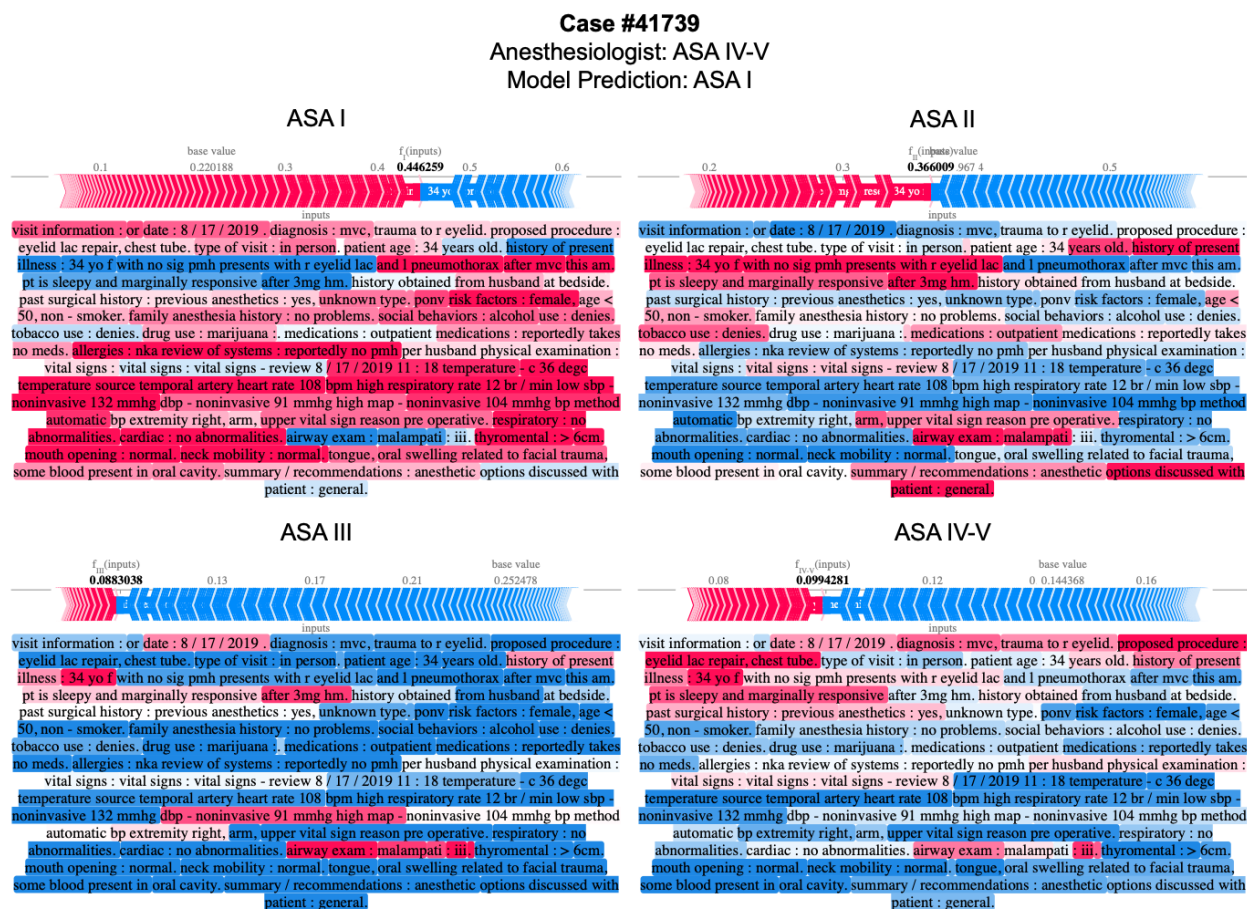 Case #41739
Anesthesiologist: ASA IV-V
Model Prediction: ASA I
ASA I
base value
f_I(inputs)
0.1
0.220188
0.3
0.4
0.446259
0.5
0.6
34 yo
inputs
visit information : or date : 8 / 17 / 2019 . diagnosis : mvc, trauma to r eyelid. proposed procedure :
eyelid lac repair, chest tube. type of visit : in person. patient age : 34 years old. history of present
illness : 34 yo f with no sig pmh presents with r eyelid lac and l pneumothorax after mvc this am.
pt is sleepy and marginally responsive after 3mg hm. history obtained from husband at bedside.
past surgical history : previous anesthetics : yes, unknown type. ponv risk factors : female, age <
50, non - smoker. family anesthesia history : no problems. social behaviors : alcohol use : denies.
tobacco use : denies. drug use : marijuana :. medications : outpatient medications : reportedly takes
no meds. allergies : nka review of systems : reportedly no pmh per husband physical examination :
vital signs : vital signs : vital signs - review 8 / 17 / 2019 11 : 18 temperature - c 36 degc
temperature source temporal artery heart rate 108 bpm high respiratory rate 12 br / min low sbp -
noninvasive 132 mmhg dbp - noninvasive 91 mmhg high map - noninvasive 104 mmhg bp method
automatic bp extremity right, arm, upper vital sign reason pre operative. respiratory : no
abnormalities. cardiac : no abnormalities. airway exam : malampati : iii. thyromental : > 6cm.
mouth opening : normal. neck mobility : normal. tongue, oral swelling related to facial trauma,
some blood present in oral cavity. summary / recommendations : anesthetic options discussed with
patient : general.
ASA II
f_II(inputs)
0.2
0.3
0.366009
0.5
34 yo
inputs
visit information : or date : 8 / 17 / 2019 . diagnosis : mvc, trauma to r eyelid. proposed procedure :
eyelid lac repair, chest tube. type of visit : in person. patient age : 34 years old. history of present
illness : 34 yo f with no sig pmh presents with r eyelid lac and l pneumothorax after mvc this am.
pt is sleepy and marginally responsive after 3mg hm. history obtained from husband at bedside.
past surgical history : previous anesthetics : yes, unknown type. ponv risk factors : female, age <
50, non - smoker. family anesthesia history : no problems. social behaviors : alcohol use : denies.
tobacco use : denies. drug use : marijuana :. medications : outpatient medications : reportedly takes
no meds. allergies : nka review of systems : reportedly no pmh per husband physical examination :
vital signs : vital signs : vital signs - review 8 / 17 / 2019 11 : 18 temperature - c 36 degc
temperature source temporal artery heart rate 108 bpm high respiratory rate 12 br / min low sbp -
noninvasive 132 mmhg dbp - noninvasive 91 mmhg high map - noninvasive 104 mmhg bp method
automatic bp extremity right, arm, upper vital sign reason pre operative. respiratory : no
abnormalities. cardiac : no abnormalities. airway exam : malampati : iii. thyromental : > 6cm.
mouth opening : normal. neck mobility : normal. tongue, oral swelling related to facial trauma,
some blood present in oral cavity. summary / recommendations : anesthetic options discussed with
patient : general.
ASA III
f_III(inputs)
base value
0.0883038
0.13
0.17
0.21
0.252478
inputs
visit information : or date : 8 / 17 / 2019 . diagnosis : mvc, trauma to r eyelid. proposed procedure :
eyelid lac repair, chest tube. type of visit : in person. patient age : 34 years old. history of present
illness : 34 yo f with no sig pmh presents with r eyelid lac and l pneumothorax after mvc this am.
pt is sleepy and marginally responsive after 3mg hm. history obtained from husband at bedside.
past surgical history : previous anesthetics : yes, unknown type. ponv risk factors : female, age <
50, non - smoker. family anesthesia history : no problems. social behaviors : alcohol use : denies.
tobacco use : denies. drug use : marijuana :. medications : outpatient medications : reportedly takes
no meds. allergies : nka review of systems : reportedly no pmh per husband physical examination :
vital signs : vital signs : vital signs - review 8 / 17 / 2019 11 : 18 temperature - c 36 degc
temperature source temporal artery heart rate 108 bpm high respiratory rate 12 br / min low sbp -
noninvasive 132 mmhg dbp - noninvasive 91 mmhg high map - noninvasive 104 mmhg bp method
automatic bp extremity right, arm, upper vital sign reason pre operative. respiratory : no
abnormalities. cardiac : no abnormalities. airway exam : malampati : iii. thyromental : > 6cm.
mouth opening : normal. neck mobility : normal. tongue, oral swelling related to facial trauma,
some blood present in oral cavity. summary / recommendations : anesthetic options discussed with
patient : general.
ASA IV-V
f_IV-V(inputs)
base value
0.08
0.0994281
0.12
0.144368
0.16
inputs
visit information : or date : 8 / 17 / 2019 . diagnosis : mvc, trauma to r eyelid. proposed procedure :
eyelid lac repair, chest tube. type of visit : in person. patient age : 34 years old. history of present
illness : 34 yo f with no sig pmh presents with r eyelid lac and l pneumothorax after mvc this am.
pt is sleepy and marginally responsive after 3mg hm. history obtained from husband at bedside.
past surgical history : previous anesthetics : yes, unknown type. ponv risk factors : female, age <
50, non - smoker. family anesthesia history : no problems. social behaviors : alcohol use : denies.
tobacco use : denies. drug use : marijuana :. medications : outpatient medications : reportedly takes
no meds. allergies : nka review of systems : reportedly no pmh per husband physical examination :
vital signs : vital signs : vital signs - review 8 / 17 / 2019 11 : 18 temperature - c 36 degc
temperature source temporal artery heart rate 108 bpm high respiratory rate 12 br / min low sbp -
noninvasive 132 mmhg dbp - noninvasive 91 mmhg high map - noninvasive 104 mmhg bp method
automatic bp extremity right, arm, upper vital sign reason pre operative. respiratory : no
abnormalities. cardiac : no abnormalities. airway exam : malampati : iii. thyromental : > 6cm.
mouth opening : normal. neck mobility : normal. tongue, oral swelling related to facial trauma,
some blood present in oral cavity. summary / recommendations : anesthetic options discussed with
patient : general.